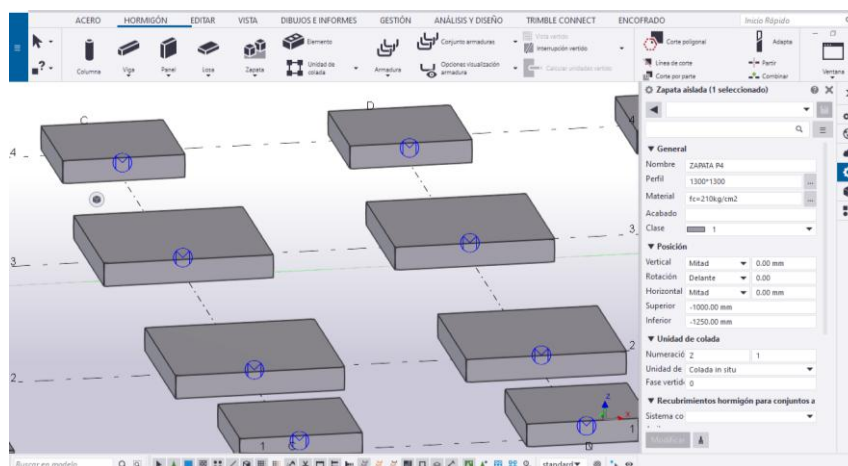 ACERO HORMIGÓN EDITAR VISTA DIBUJOS E INFORMES GESTIÓN ANÁLISIS Y DISEÑO TRIMBLE CONNECT ENCOFRADO Inicio Rápido
Columna Viga Panel Losa Zapata
Elemento
Unidad de colada
Armadura
Conjunto armaduras
Opciones visualización armadura
Vista vertido
Interrupción vertido
Calcular unidades vertido
Corte poligonal
Línea de corte
Corte por parte
Adapta
Partir
Combinar
Ventana
Zapata aislada (1 seleccionado)
General
Nombre ZAPATA P4
Perfil 1300*1300
Material fc=210kg/cm2
Acabado
Clase 1
Posición
Vertical Mitad 0.00 mm
Rotación Delante 0.00
Horizontal Mitad 0.00 mm
Superior -1000.00 mm
Inferior -1250.00 mm
Unidad de colada
Numeració Z 1
Unidad de Colada in situ
Fase vertid 0
Recubrimientos hormigón para conjuntos a
Sistema co
Modificar
C D
4 4
3 3
2 2
z
x
1 C D 1
Buscar en modelo
standard